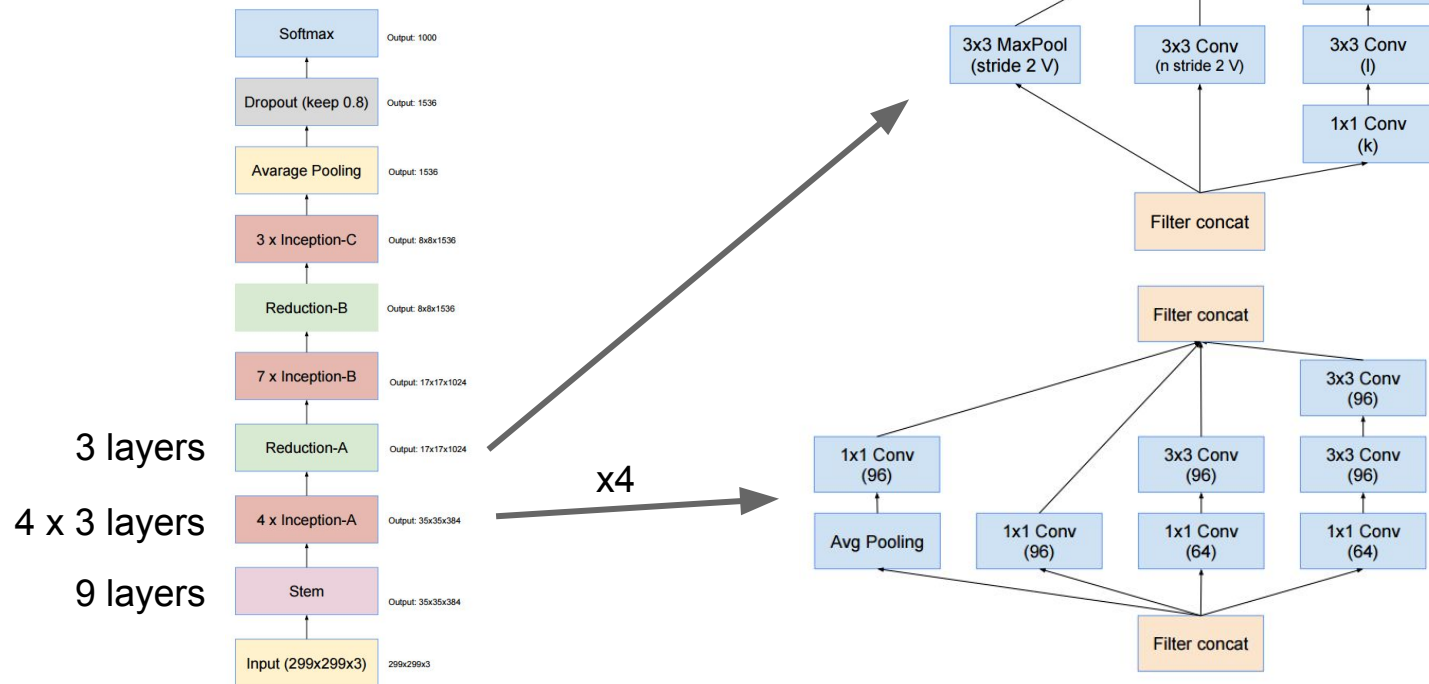 Softmax
Output: 1000
Dropout (keep 0.8)
Output: 1536
Avarage Pooling
Output: 1536
3 x Inception-C
Output: 8x8x1536
Reduction-B
Output: 8x8x1536
7 x Inception-B
Output: 17x17x1024
3 layers
Reduction-A
Output: 17x17x1024
4 x 3 layers
4 x Inception-A
Output: 35x35x384
9 layers
Stem
Output: 35x35x384
Input (299x299x3)
299x299x3
x4
3x3 MaxPool
(stride 2 V)
3x3 Conv
(n stride 2 V)
3x3 Conv
(l)
1x1 Conv
(k)
Filter concat
Filter concat
3x3 Conv
(96)
1x1 Conv
(96)
3x3 Conv
(96)
3x3 Conv
(96)
Avg Pooling
1x1 Conv
(96)
1x1 Conv
(64)
1x1 Conv
(64)
Filter concat